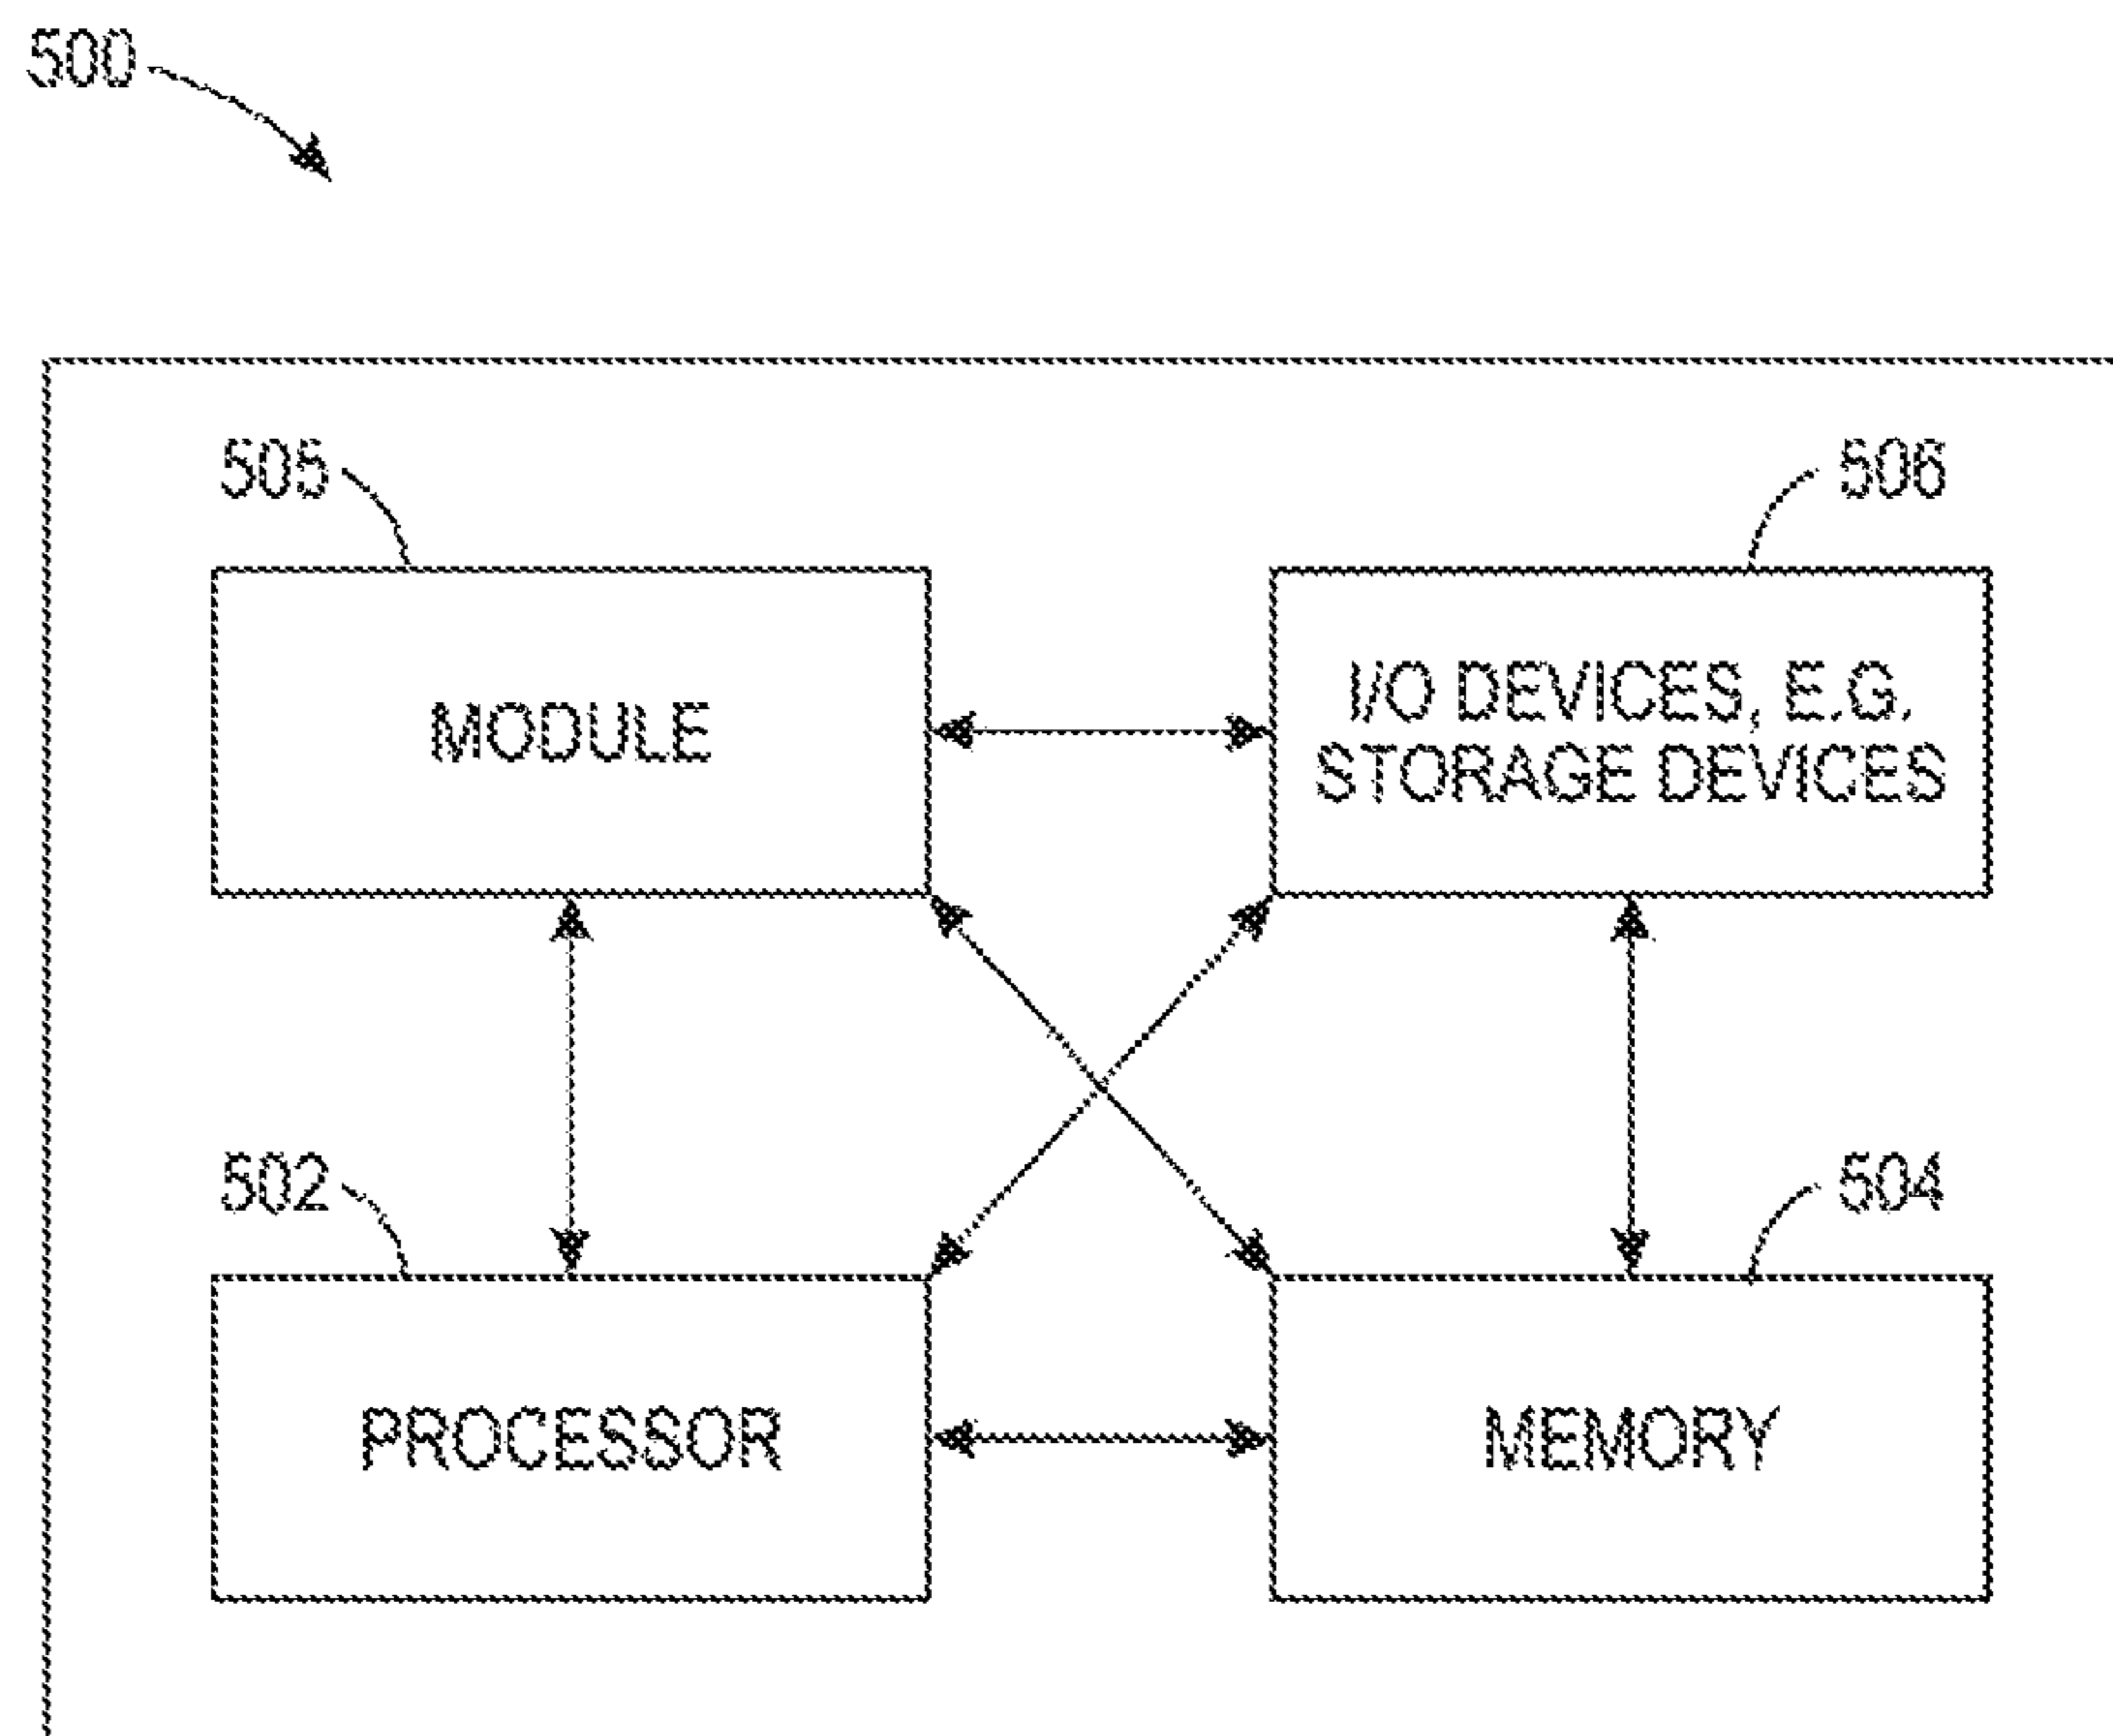 500
505
506
MODULE
I/O DEVICES, E.G.
STORAGE DEVICES
502
504
PROCESSOR
MEMORY